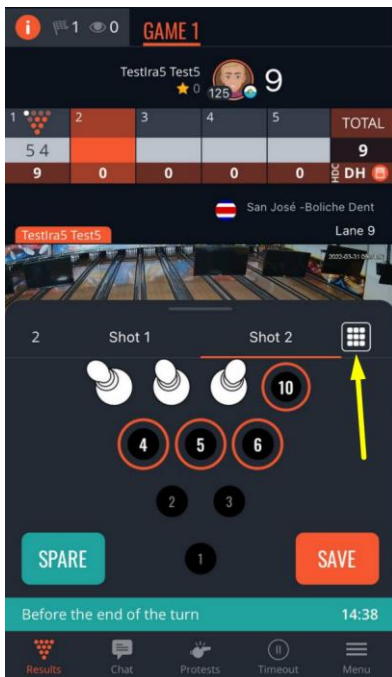 1 0 GAME 1
TestIra5 Test5
0 125 9
1 2 3 4 5 TOTAL
5 4 9
9 0 0 0 0 HDC DH
San José -Boliche Dent
TestIra5 Test5 Lane 9
2 Shot 1 Shot 2
10
4 5 6
2 3
SPARE 1 SAVE
Before the end of the turn 14:38
Results Chat Protests Timeout Menu